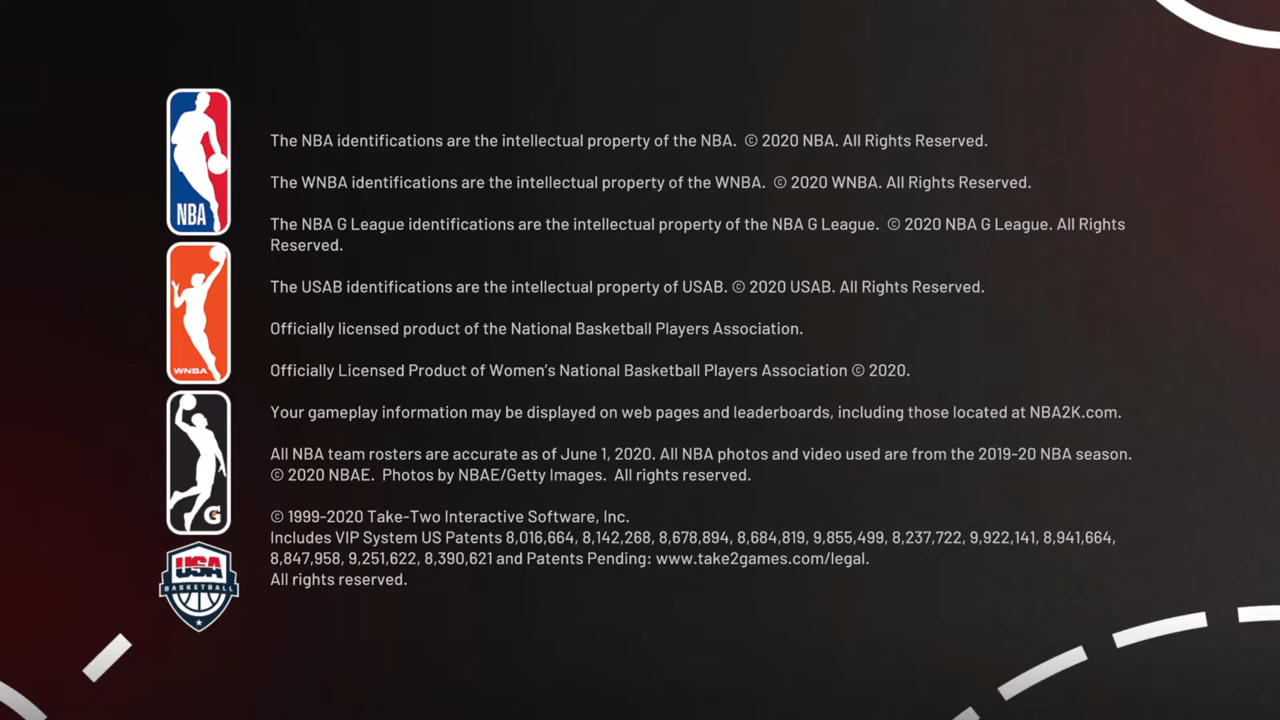 The NBA identifications are the intellectual property of the NBA. © 2020 NBA. All Rights Reserved.
The WNBA identifications are the intellectual property of the WNBA. © 2020 WNBA. All Rights Reserved.
The NBA G League identifications are the intellectual property of the NBA G League. © 2020 NBA G League. All Rights
Reserved.
The USAB identifications are the intellectual property of USAB. © 2020 USAB. All Rights Reserved.
Officially licensed product of the National Basketball Players Association.
Officially Licensed Product of Women’s National Basketball Players Association © 2020.
Your gameplay information may be displayed on web pages and leaderboards, including those located at NBA2K.com.
All NBA team rosters are accurate as of June 1, 2020. All NBA photos and video used are from the 2019-20 NBA season.
© 2020 NBAE. Photos by NBAE/Getty Images. All rights reserved.
© 1999-2020 Take-Two Interactive Software, Inc.
Includes VIP System US Patents 8,016,664, 8,142,268, 8,678,894, 8,684,819, 9,855,499, 8,237,722, 9,922,141, 8,941,664,
8,847,958, 9,251,622, 8,390,621 and Patents Pending: www.take2games.com/legal.
All rights reserved.
NBA
WNBA
G
USA
BASKETBALL